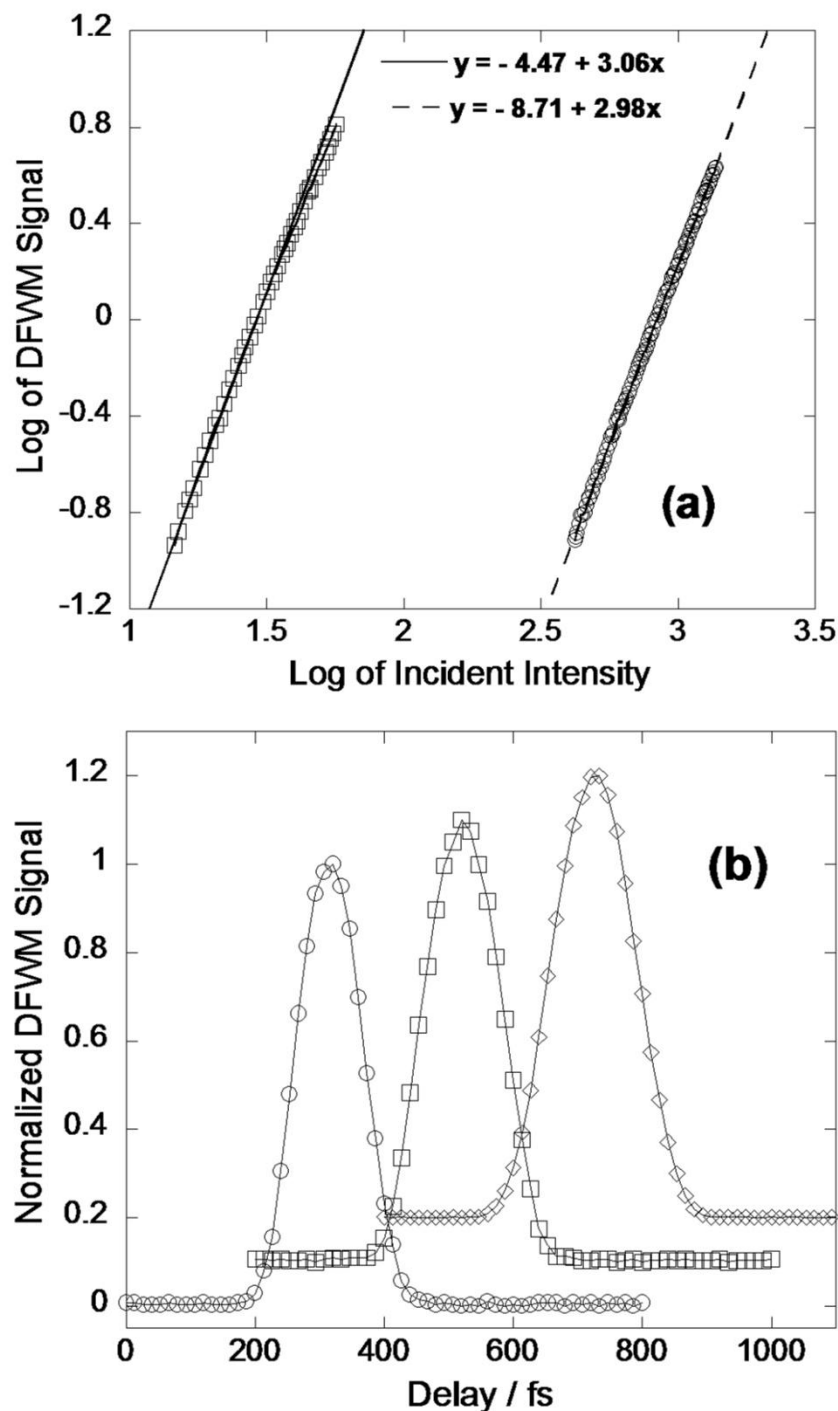 1.2
y = - 4.47 + 3.06x
y = - 8.71 + 2.98x
0.8
0.4
0
-0.4
-0.8
-1.2
Log of DFWM Signal
(a)
1 1.5 2 2.5 3 3.5
Log of Incident Intensity
1.2
1
0.8
0.6
0.4
0.2
0
Normalized DFWM Signal
(b)
0 200 400 600 800 1000
Delay / fs